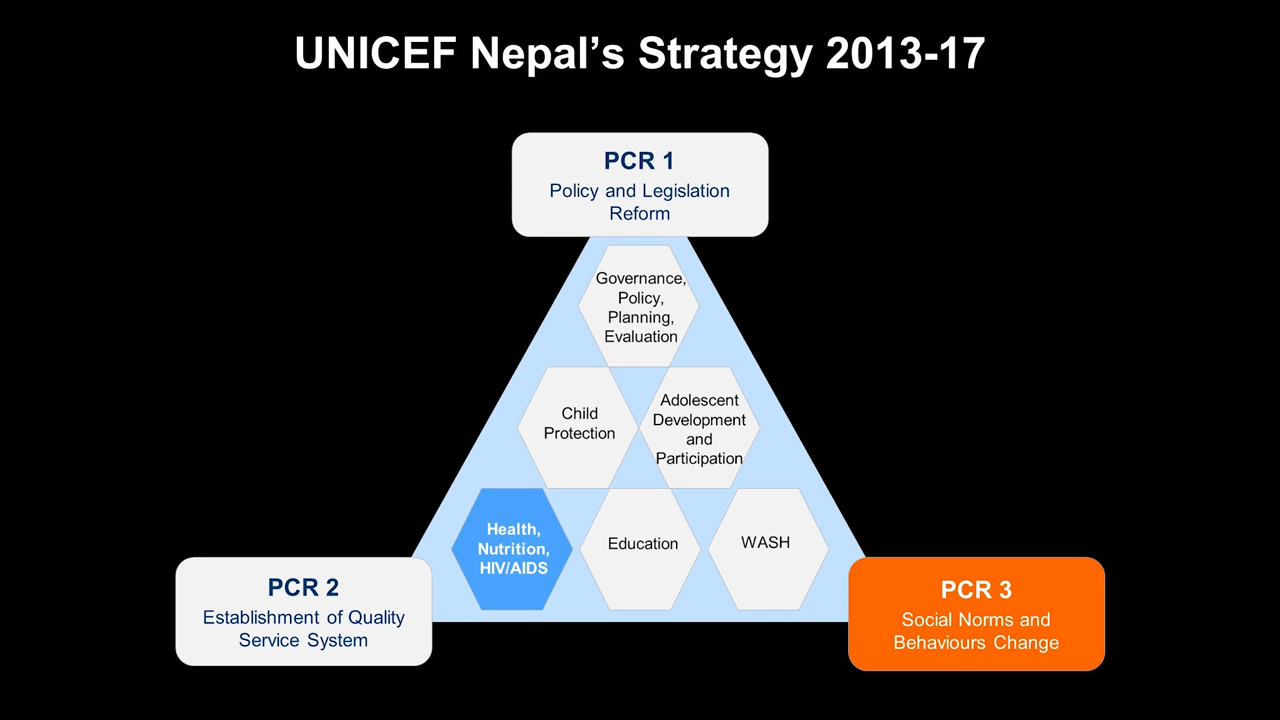 UNICEF Nepal’s Strategy 2013-17
PCR 1
Policy and Legislation
Reform
Governance,
Policy,
Planning,
Evaluation
Child
Protection
Adolescent
Development
and
Participation
Health,
Nutrition,
HIV/AIDS
Education
WASH
PCR 2
Establishment of Quality
Service System
PCR 3
Social Norms and
Behaviours Change